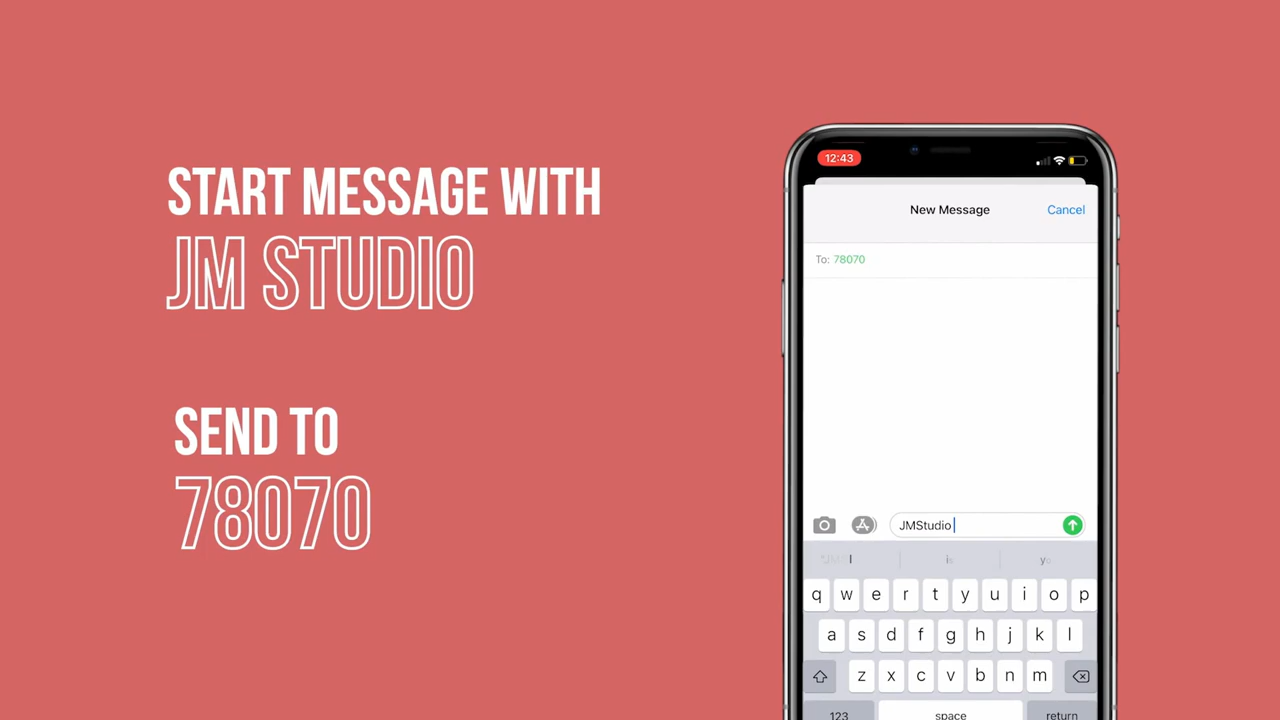 START MESSAGE WITH
JM STUDIO
SEND TO
78070
12:43
New Message
Cancel
To: 78070
JMStudio
q w e r t y u i o p
a s d f g h j k l
z x c v b n m
123 space return